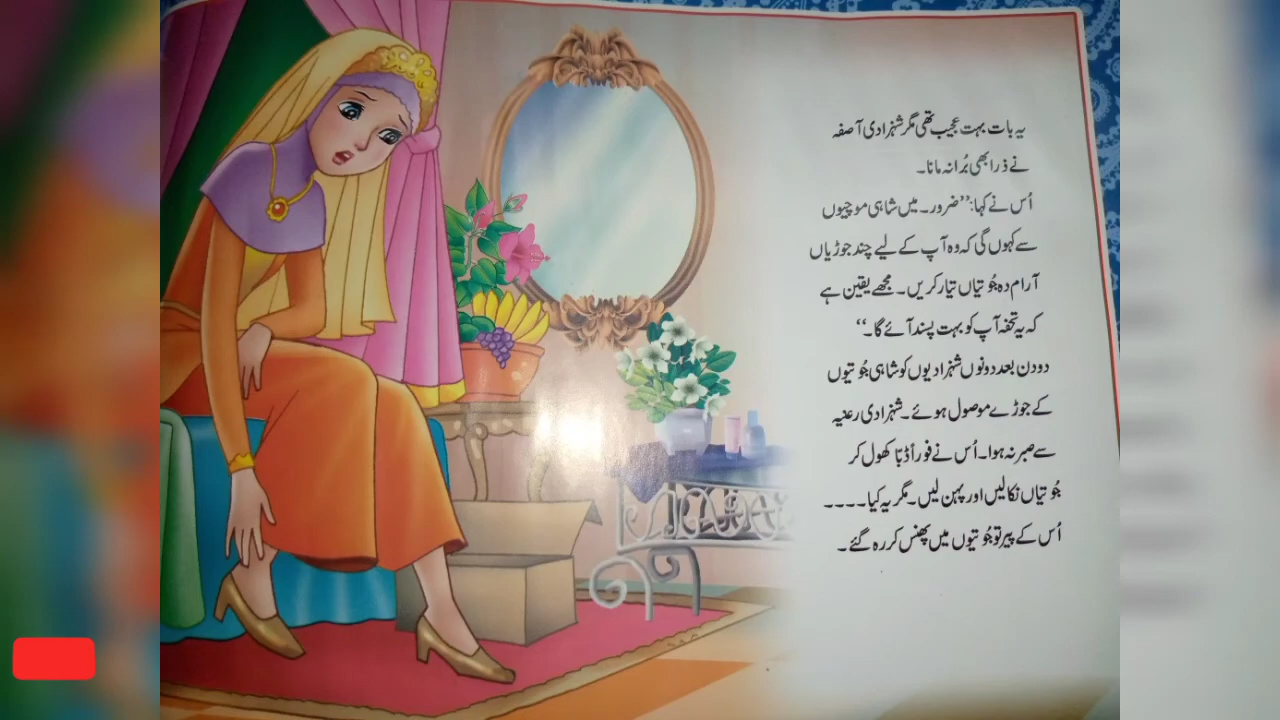 یہ بات بہت عجیب تھی مگر شہزادی آصفہ
نے ذرا بھی بُرا نہ مانا۔
اُس نے کہا: ’’ضرور۔ میں شاہی موچیوں
سے کہوں گی کہ وہ آپ کے لیے چند جوڑیاں
آرام دہ جُوتیاں تیار کریں۔ مجھے یقین ہے
کہ یہ تحفہ آپ کو بہت پسند آئے گا۔‘‘
دو دن بعد دونوں شہزادیوں کو شاہی جُوتیوں
کے جوڑے موصول ہوئے۔ شہزادی رعنیہ
سے صبر نہ ہوا۔ اُس نے فوراً ڈبّا کھول کر
جُوتیاں نکالیں اور پہن لیں۔ مگر یہ کیا۔۔۔۔
اُس کے پیر تو جُوتیوں میں پھنس کر رہ گئے۔